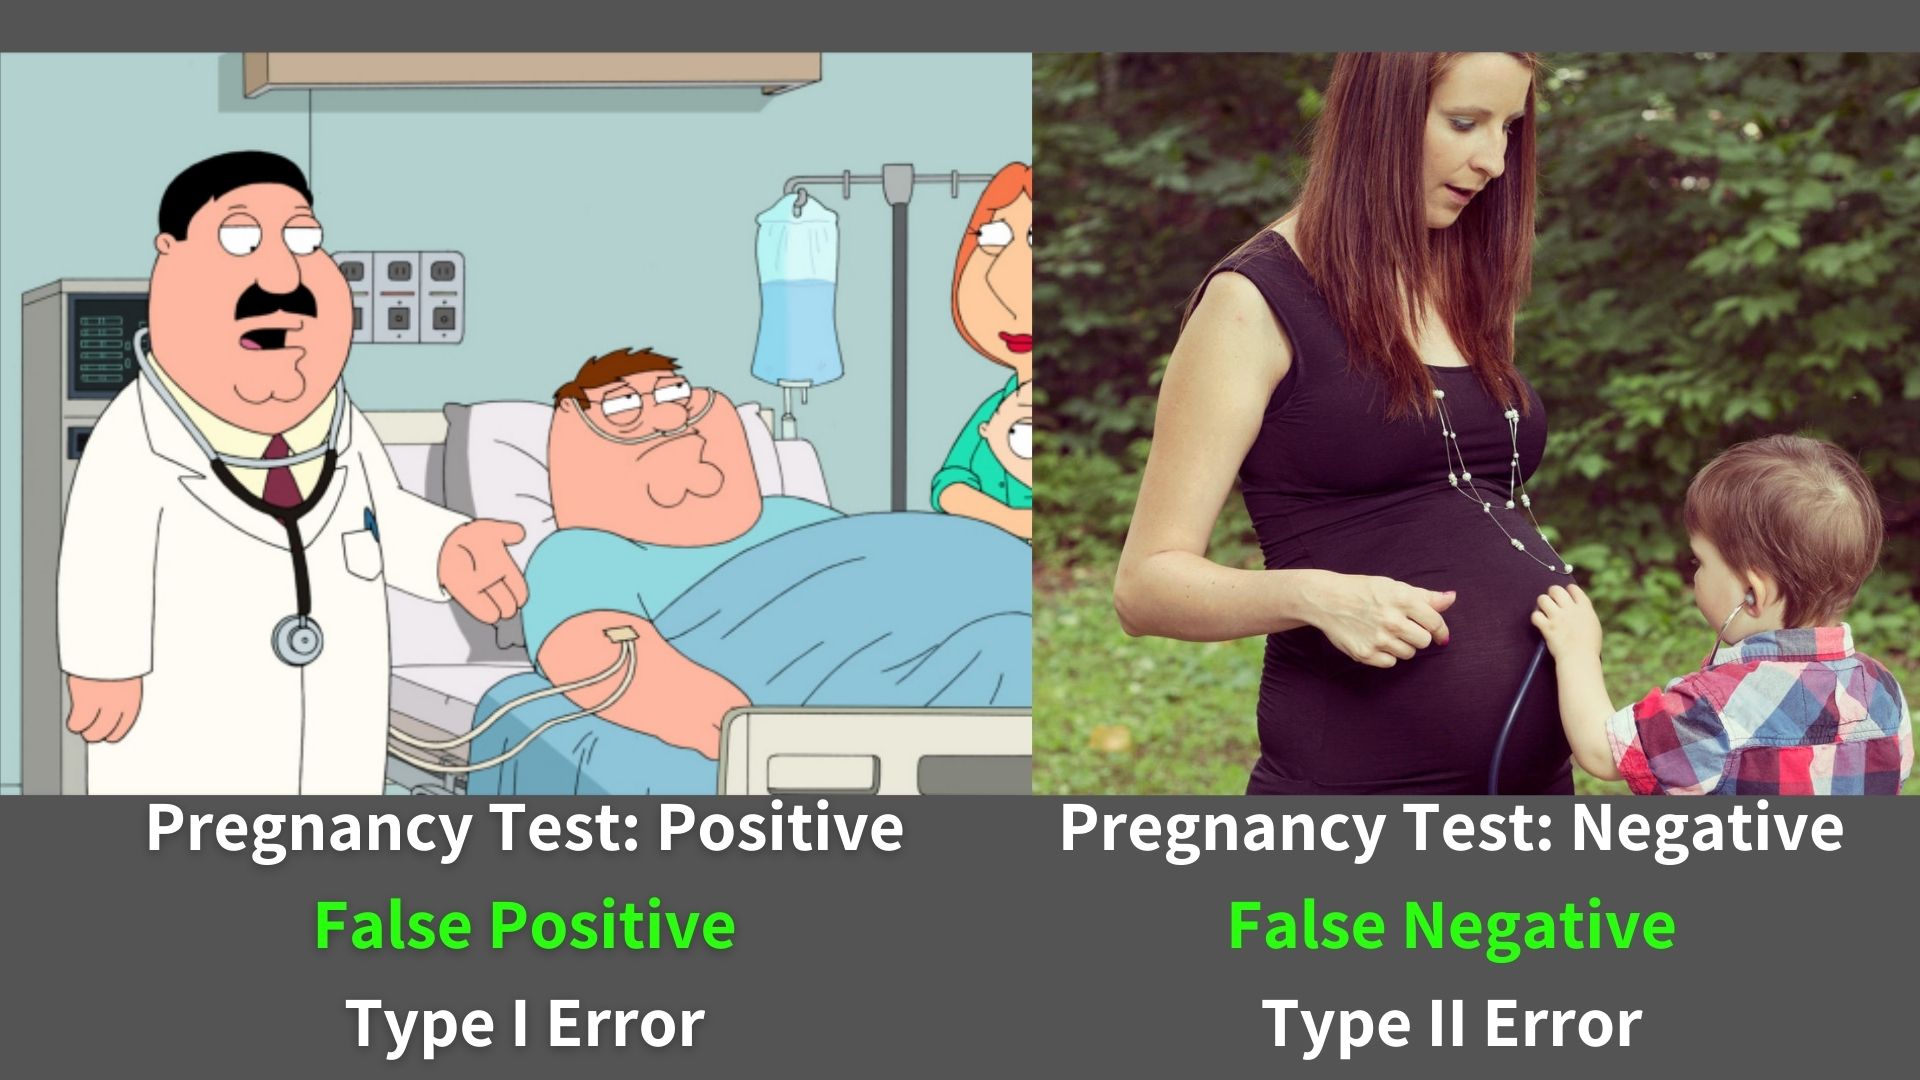 Pregnancy Test: Positive
False Positive
Type I Error
Pregnancy Test: Negative
False Negative
Type II Error